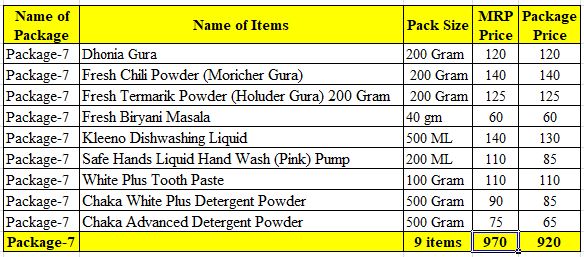 Name of Package Name of Items Pack Size MRP Price Package Price
Package-7 Dhonia Gura 200 Gram 120 120
Package-7 Fresh Chili Powder (Moricher Gura) 200 Gram 140 140
Package-7 Fresh Termarik Powder (Holuder Gura) 200 Gram 200 Gram 125 125
Package-7 Fresh Biryani Masala 40 gm 60 60
Package-7 Kleeno Dishwashing Liquid 500 ML 140 130
Package-7 Safe Hands Liquid Hand Wash (Pink) Pump 200 ML 110 85
Package-7 White Plus Tooth Paste 100 Gram 110 110
Package-7 Chaka White Plus Detergent Powder 500 Gram 90 85
Package-7 Chaka Advanced Detergent Powder 500 Gram 75 65
Package-7 9 items 970 920